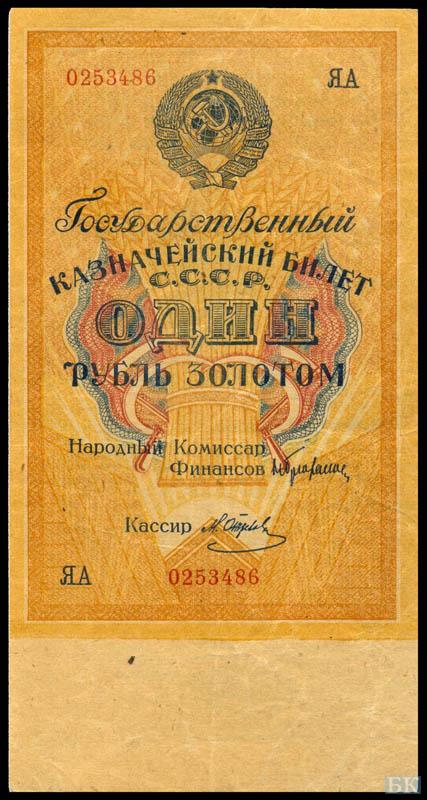 0253486 ЯА
Государственный
КАЗНАЧЕЙСКИЙ БИЛЕТ
С.С.С.Р.
ОДИН
РУБЛЬ ЗОЛОТОМ
Народный Комиссар
Финансов
Кассир
ЯА 0253486
БК